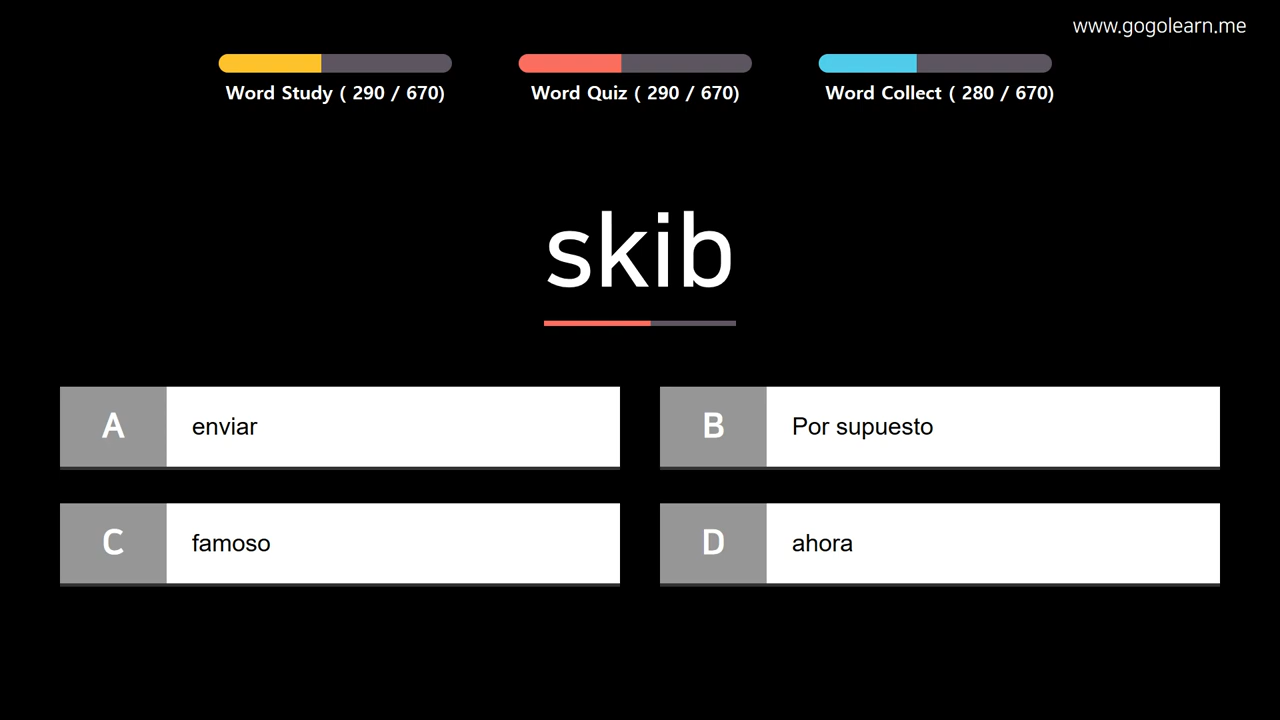 www.gogolearn.me
Word Study ( 290 / 670)
Word Quiz ( 290 / 670)
Word Collect ( 280 / 670)
skib
A enviar
B Por supuesto
C famoso
D ahora